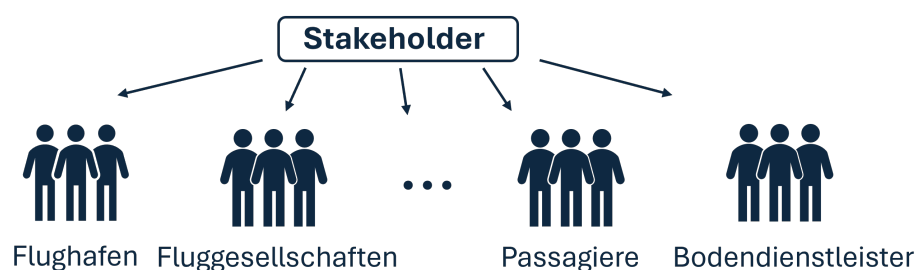 Stakeholder
...
Flughafen Fluggesellschaften Passagiere Bodendienstleister